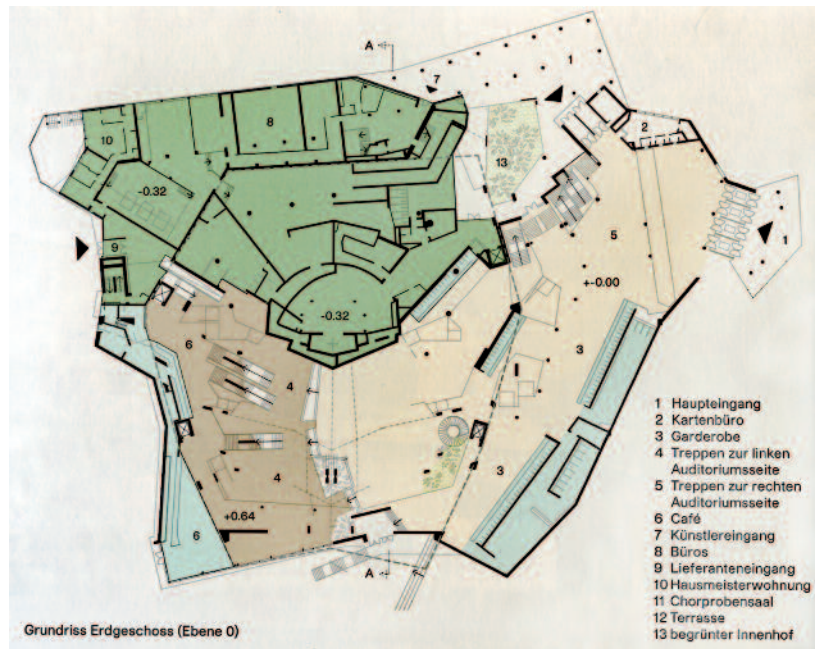 A
1
7
8
10
2
13
-0.32
9
5
1
+-0.00
-0.32
6
4
3
4
3
+0.64
6
A
1 Haupteingang
2 Kartenbüro
3 Garderobe
4 Treppen zur linken
Auditoriumsseite
5 Treppen zur rechten
Auditoriumsseite
6 Café
7 Künstlereingang
8 Büros
9 Lieferanteneingang
10 Hausmeisterwohnung
11 Chorprobensaal
12 Terrasse
13 begrünter Innenhof
Grundriss Erdgeschoss (Ebene 0)